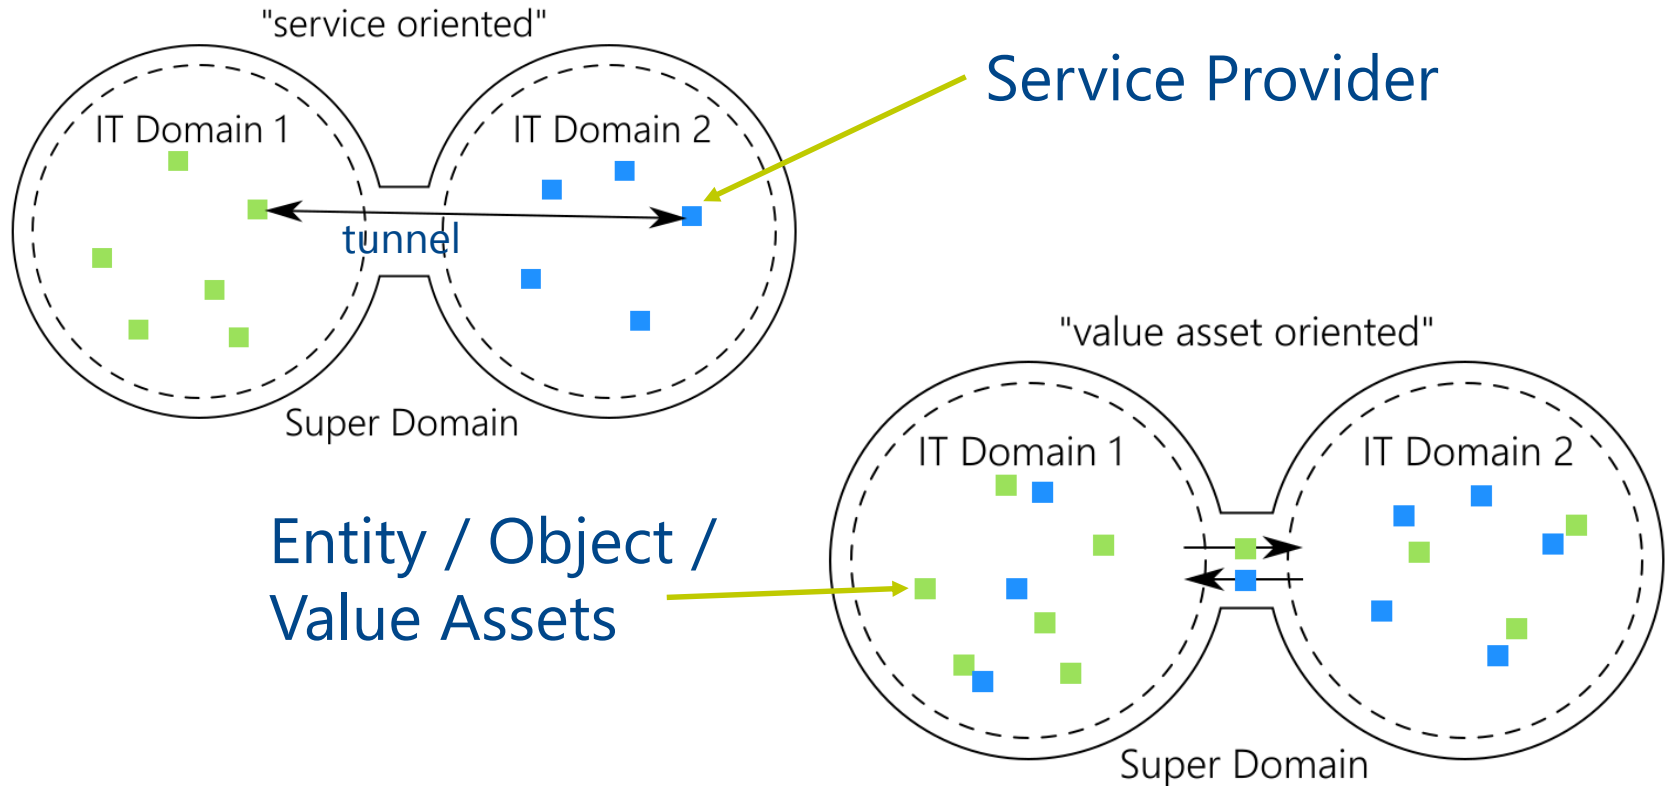 "service oriented"
Service Provider
IT Domain 1
IT Domain 2
tunnel
Super Domain
"value asset oriented"
IT Domain 1
IT Domain 2
Entity / Object /
Value Assets
Super Domain